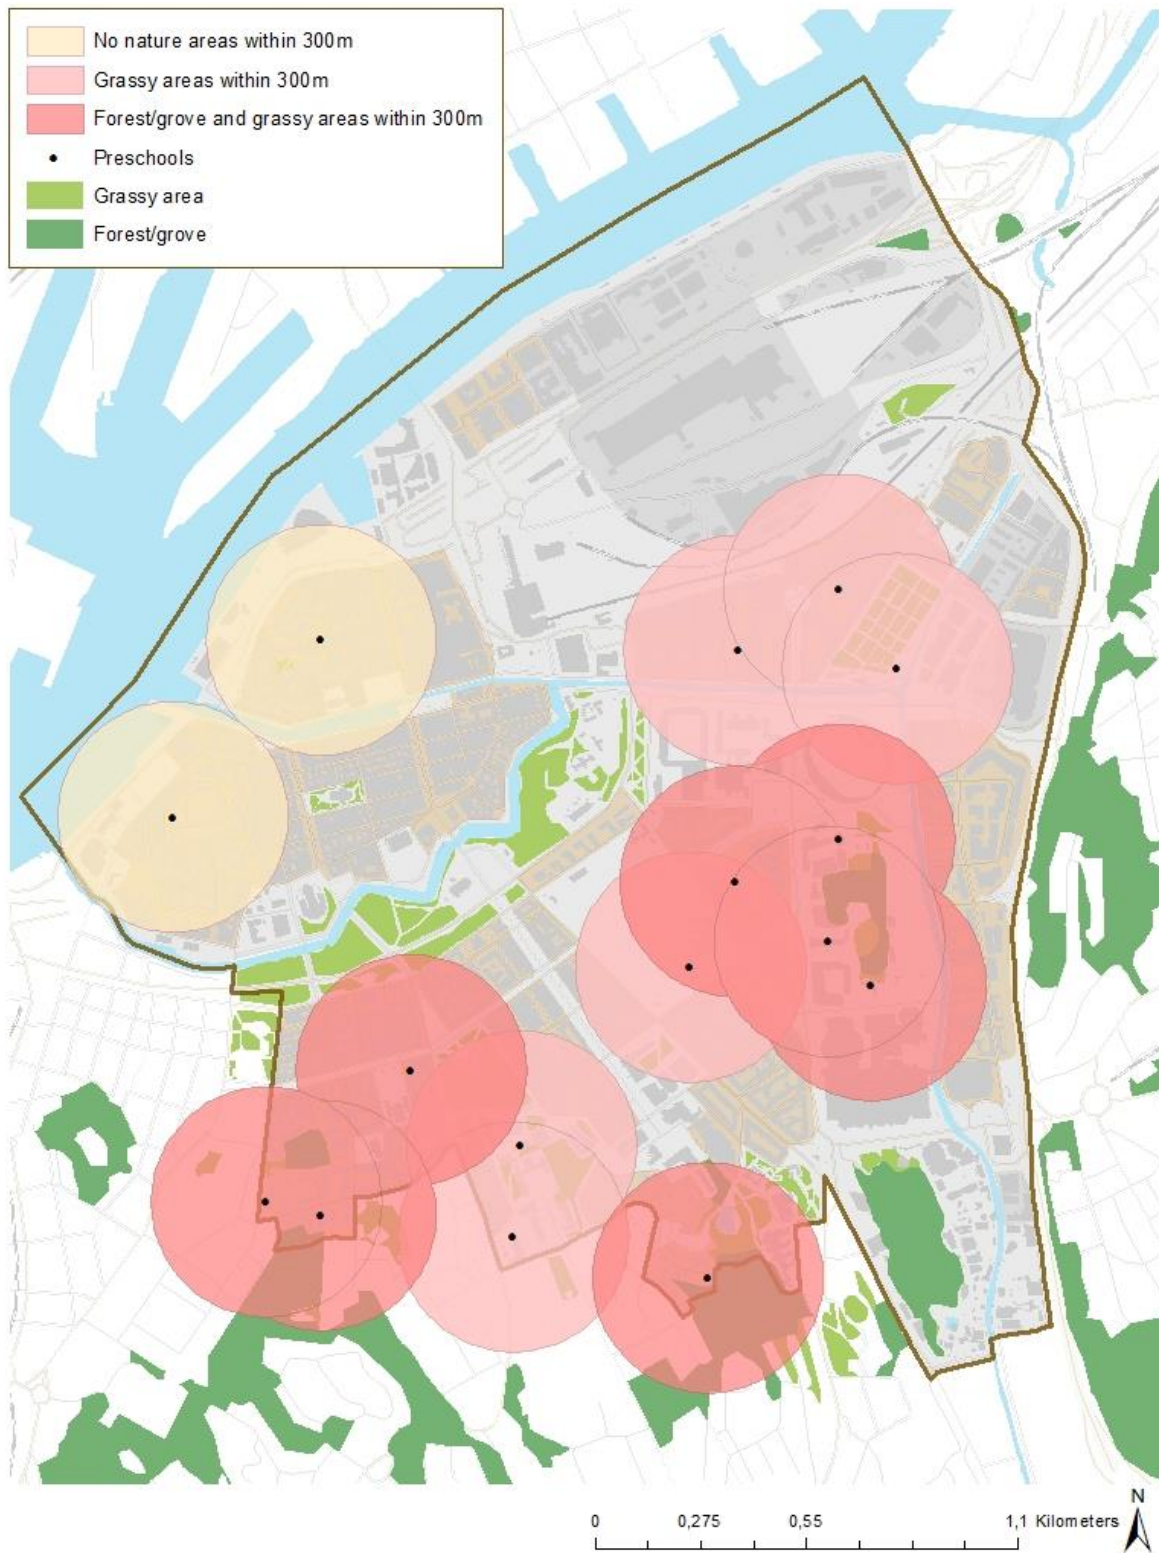 No nature areas within 300m
Grassy areas within 300m
Forest/grove and grassy areas within 300m
Preschools
Grassy area
Forest/grove
N
0 0,275 0,55 1,1 Kilometers